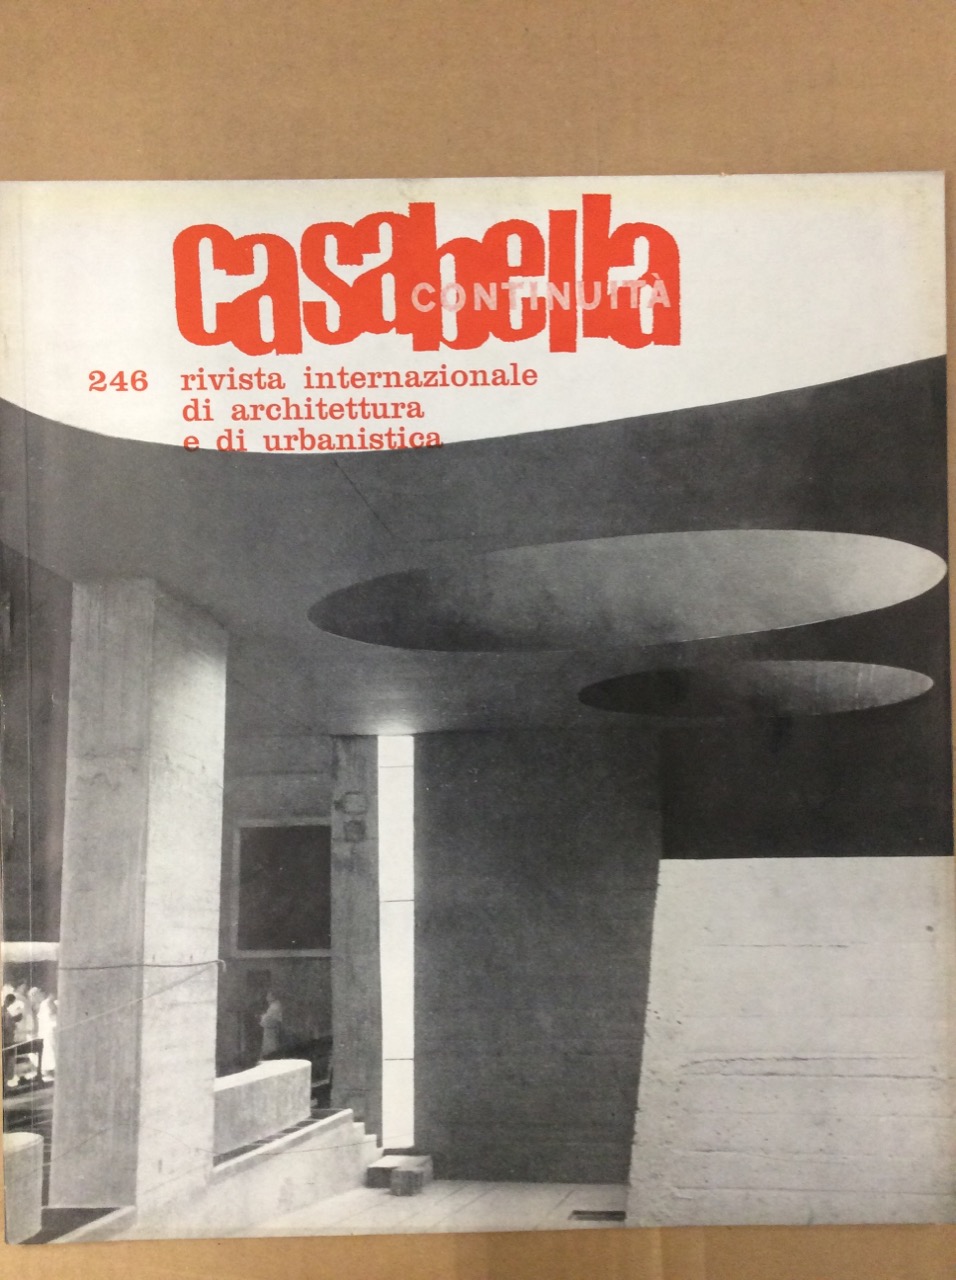 casabella
CONTINUITÀ
246 rivista internazionale
di architettura
e di urbanistica